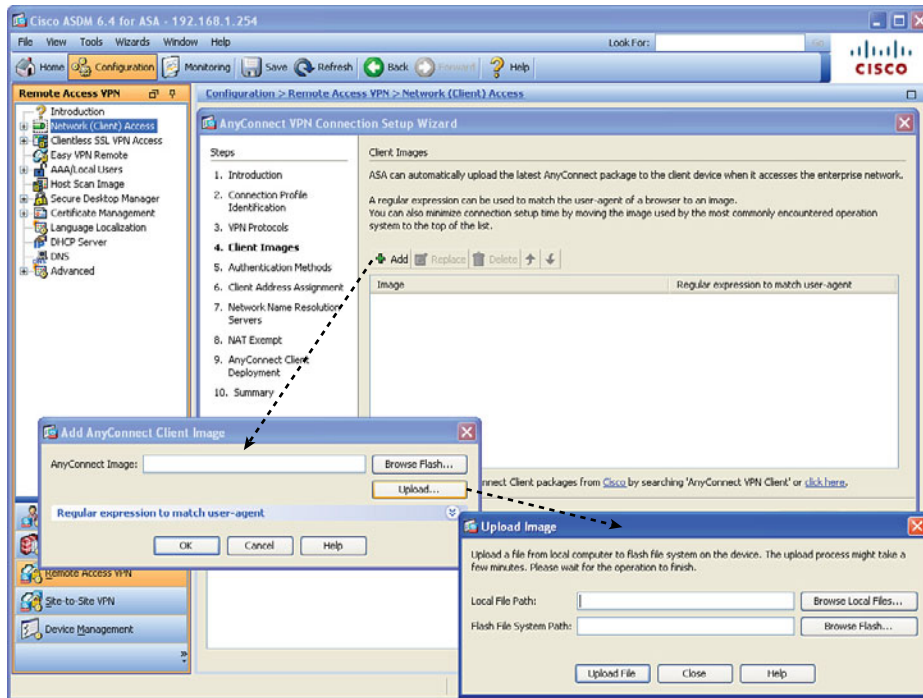 Cisco ASDM 6.4 for ASA - 192.168.1.254
File View Tools Wizards Window Help
Look For:
Go
Home Configuration Monitoring Save Refresh Back Forward Help
CISCO
Remote Access VPN
Introduction
Network (Client) Access
Clientless SSL VPN Access
Easy VPN Remote
AAA/Local Users
Host Scan Image
Secure Desktop Manager
Certificate Management
Language Localization
DHCP Server
DNS
Advanced
Configuration > Remote Access VPN > Network (Client) Access
AnyConnect VPN Connection Setup Wizard
Steps
1. Introduction
2. Connection Profile
Identification
3. VPN Protocols
4. Client Images
5. Authentication Methods
6. Client Address Assignment
7. Network Name Resolution
Servers
8. NAT Exempt
9. AnyConnect Client
Deployment
10. Summary
Client Images
ASA can automatically upload the latest AnyConnect package to the client device when it accesses the enterprise network.
A regular expression can be used to match the user-agent of a browser to an image.
You can also minimize connection setup time by moving the image used by the most commonly encountered operation
system to the top of the list.
Add Replace Delete
Image
Regular expression to match user-agent
Add AnyConnect Client Image
AnyConnect Image:
Browse Flash...
Upload...
Regular expression to match user-agent
OK Cancel Help
nnect Client packages from Cisco by searching 'AnyConnect VPN Client' or click here.
Upload Image
Upload a file from local computer to flash file system on the device. The upload process might take a
few minutes. Please wait for the operation to finish.
Local File Path:
Browse Local Files...
Flash File System Path:
Browse Flash...
Upload File Close Help
Remote Access VPN
Site-to-Site VPN
Device Management